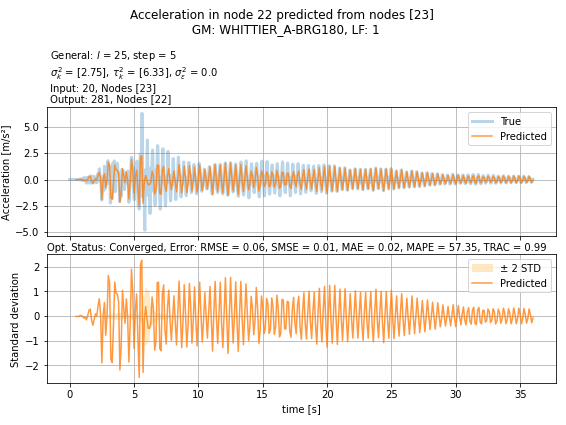 Acceleration in node 22 predicted from nodes [23]
GM: WHITTIER_A-BRG180, LF: 1
General: l = 25, step = 5
σ²ₖ = [2.75], τ²ₖ = [6.33], σ²ε = 0.0
Input: 20, Nodes [23]
Output: 281, Nodes [22]
Acceleration [m/s²]
5.0
2.5
0.0
−2.5
−5.0
True
Predicted
Opt. Status: Converged, Error: RMSE = 0.06, SMSE = 0.01, MAE = 0.02, MAPE = 57.35, TRAC = 0.99
Standard deviation
2
1
0
−1
−2
± 2 STD
Predicted
0 5 10 15 20 25 30 35
time [s]